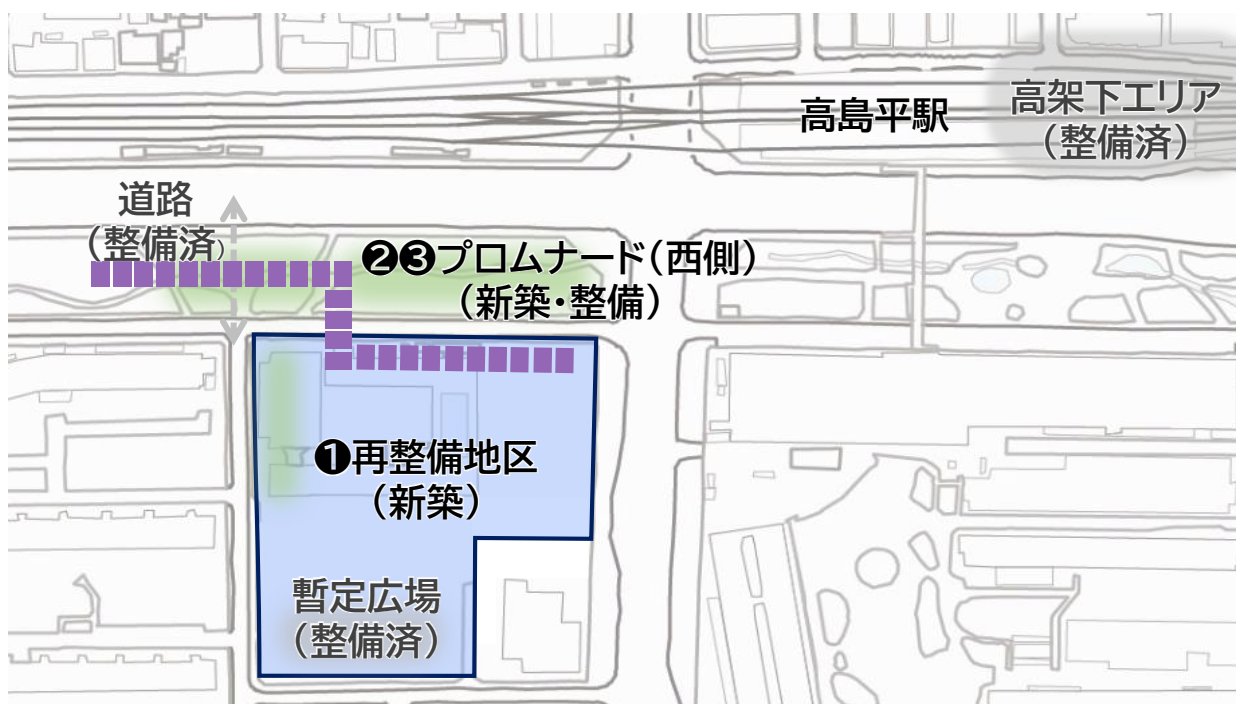 高島平駅
高架下エリア
（整備済）
道路
（整備済）
❷❸プロムナード（西側）
（新築・整備）
❶再整備地区
（新築）
暫定広場
（整備済）